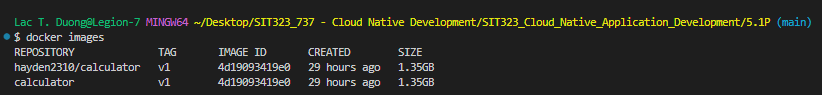 Lac T. Duong@Legion-7 MINGW64 ~/Desktop/SIT323_737 - Cloud Native Development/SIT323_Cloud_Native_Application_Development/5.1P (main)
$ docker images
REPOSITORY TAG IMAGE ID CREATED SIZE
hayden2310/calculator v1 4d19093419e0 29 hours ago 1.35GB
calculator v1 4d19093419e0 29 hours ago 1.35GB